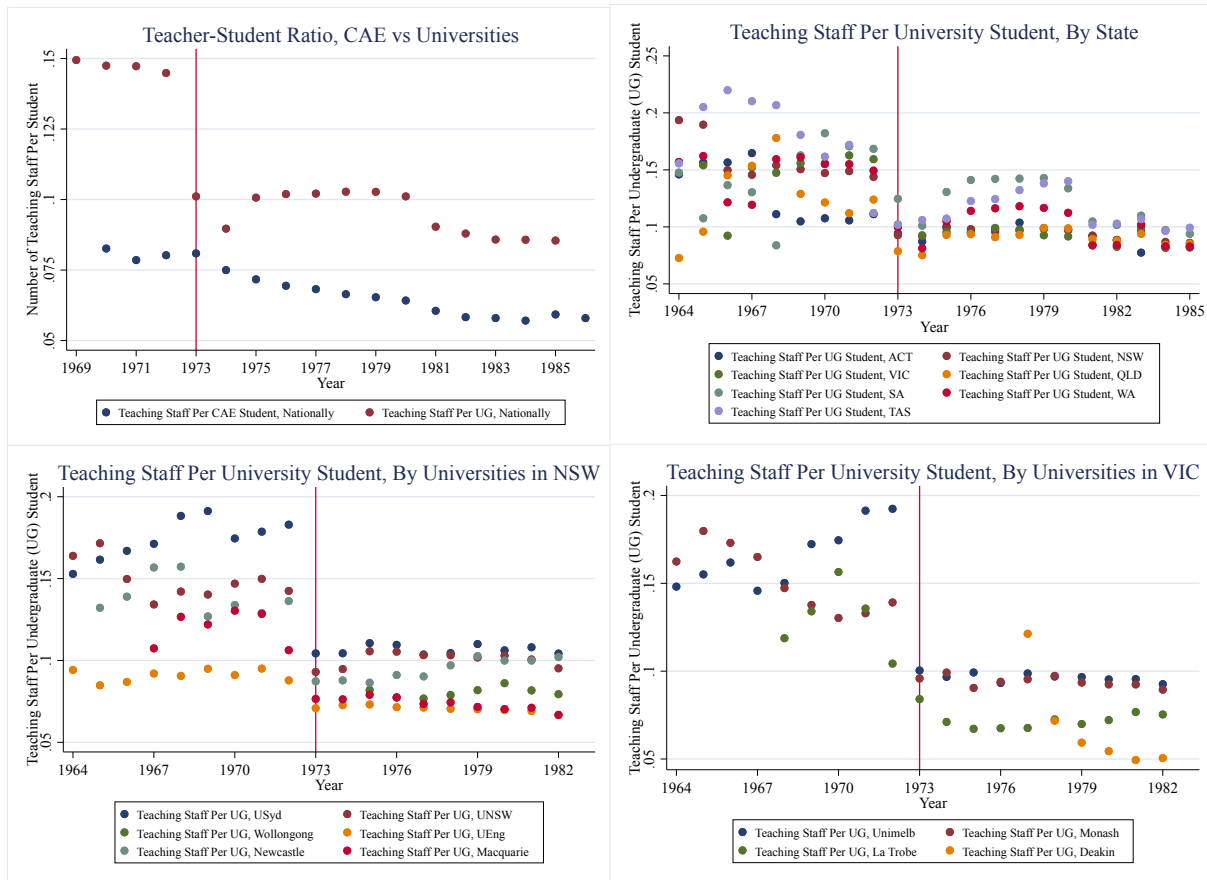 Teacher-Student Ratio, CAE vs Universities
Number of Teaching Staff Per Student
.15
.125
.1
.075
.05
1969 1971 1973 1975 1977 1979 1981 1983 1985
Year
Teaching Staff Per CAE Student, Nationally
Teaching Staff Per UG, Nationally
Teaching Staff Per University Student, By State
Teaching Staff Per Undergraduate (UG) Student
.25
.2
.15
.1
.05
1964 1967 1970 1973 1976 1979 1982 1985
Year
Teaching Staff Per UG Student, ACT
Teaching Staff Per UG Student, NSW
Teaching Staff Per UG Student, VIC
Teaching Staff Per UG Student, QLD
Teaching Staff Per UG Student, SA
Teaching Staff Per UG Student, WA
Teaching Staff Per UG Student, TAS
Teaching Staff Per University Student, By Universities in NSW
Teaching Staff Per Undergraduate (UG) Student
.2
.15
.1
.05
1964 1967 1970 1973 1976 1979 1982
Year
Teaching Staff Per UG, USyd
Teaching Staff Per UG, UNSW
Teaching Staff Per UG, Wollongong
Teaching Staff Per UG, UEng
Teaching Staff Per UG, Newcastle
Teaching Staff Per UG, Macquarie
Teaching Staff Per University Student, By Universities in VIC
Teaching Staff Per Undergraduate (UG) Student
.2
.15
.1
.05
1964 1967 1970 1973 1976 1979 1982
Year
Teaching Staff Per UG, Unimelb
Teaching Staff Per UG, Monash
Teaching Staff Per UG, La Trobe
Teaching Staff Per UG, Deakin